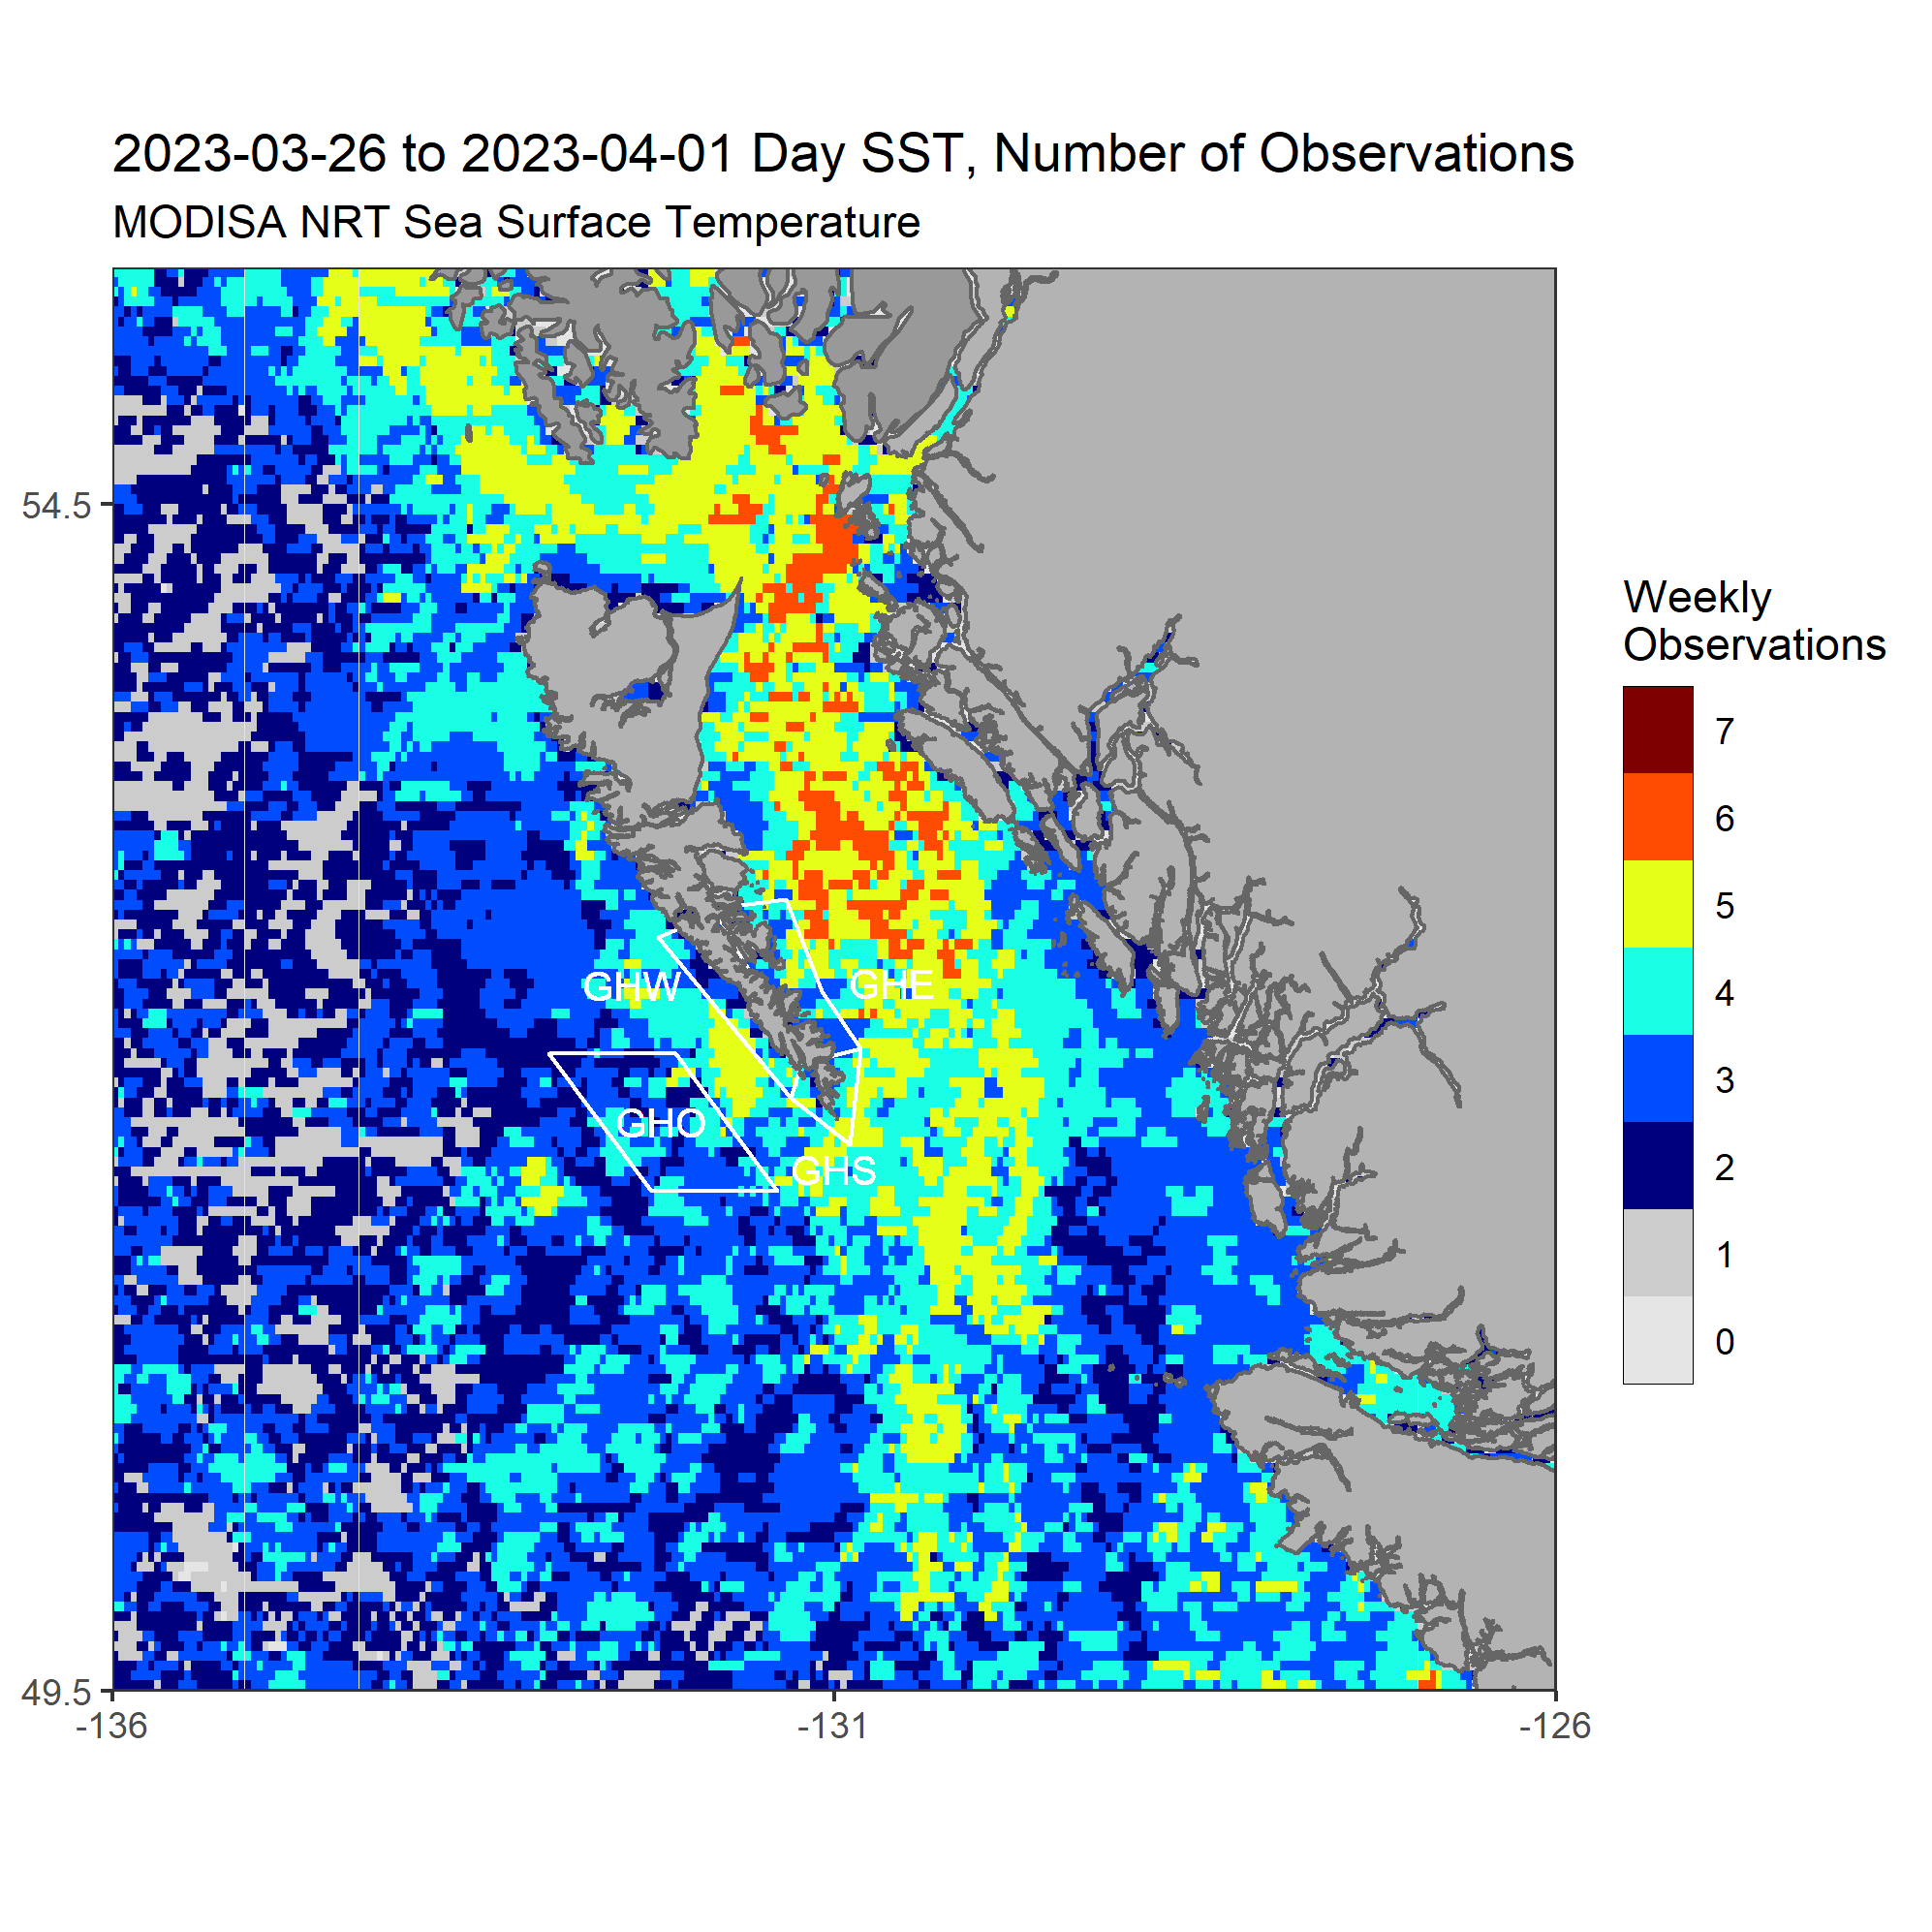 2023-03-26 to 2023-04-01 Day SST, Number of Observations
MODISA NRT Sea Surface Temperature
54.5
49.5
-136
-131
-126
GHW
GHE
GHO
GHS
Weekly
Observations
7
6
5
4
3
2
1
0